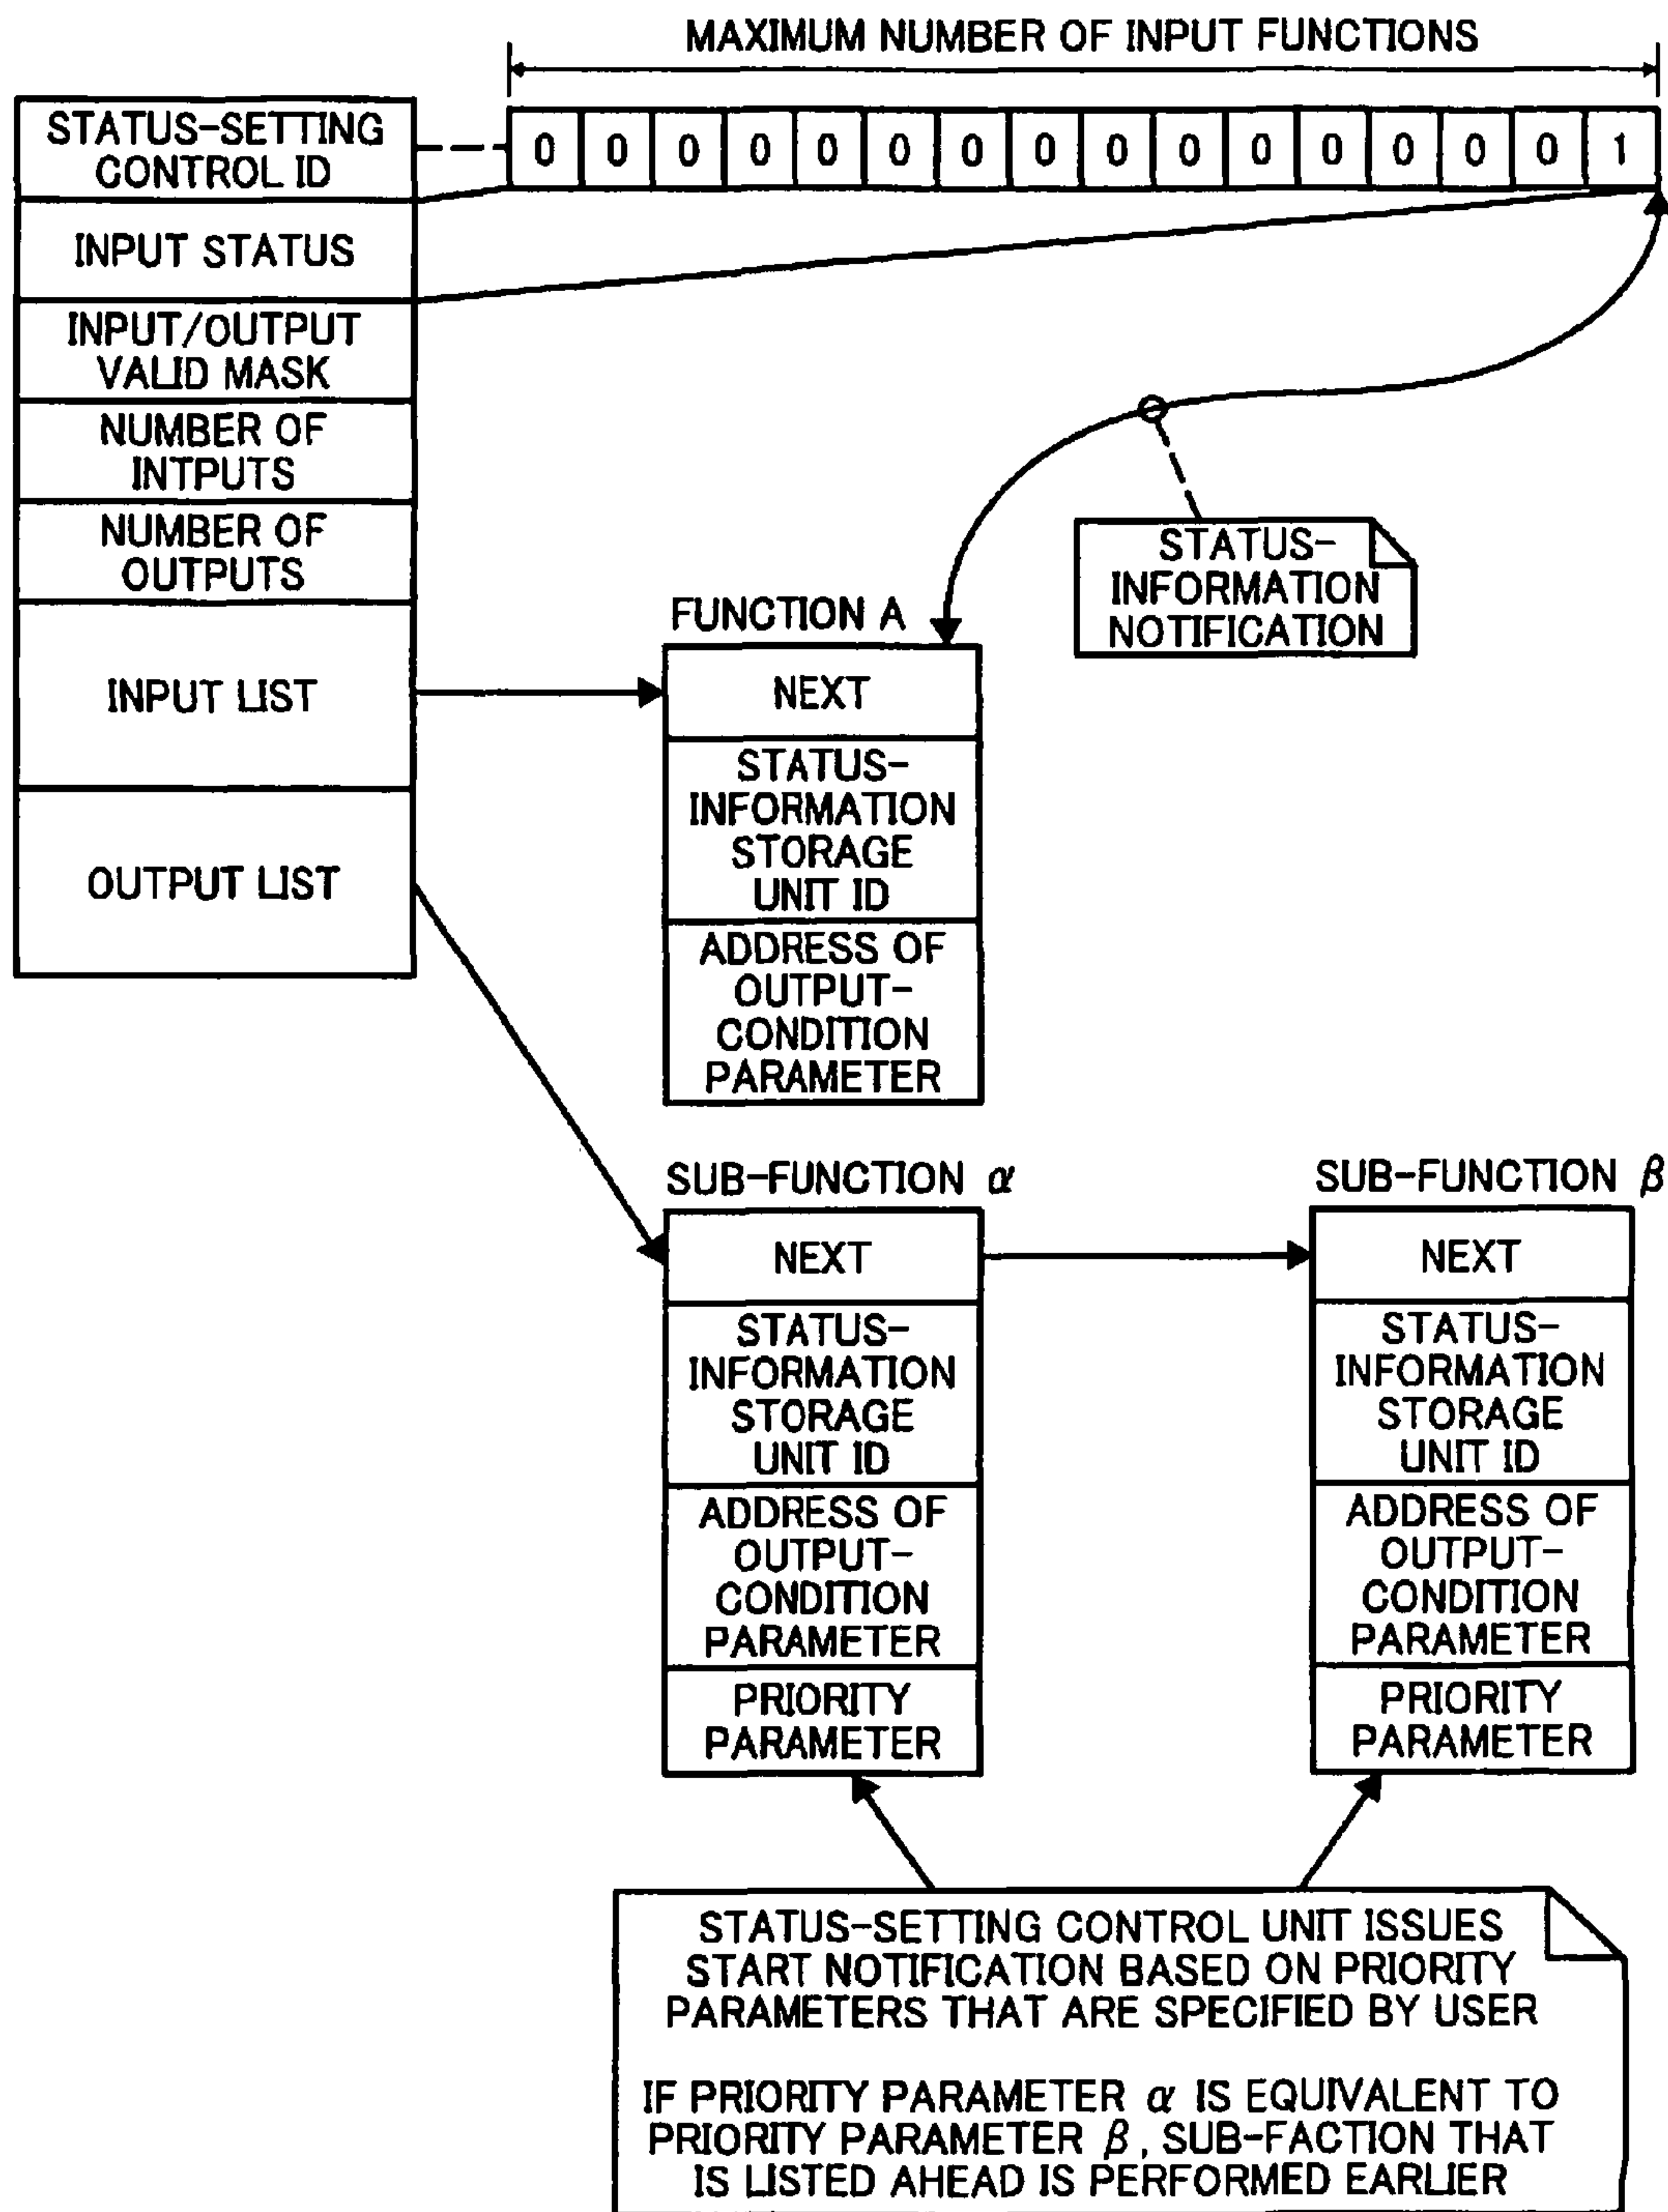 MAXIMUM NUMBER OF INPUT FUNCTIONS
STATUS-SETTING
CONTROL ID
0 0 0 0 0 0 0 0 0 0 0 0 0 0 0 1
INPUT STATUS
INPUT/OUTPUT
VALID MASK
NUMBER OF
INTPUTS
NUMBER OF
OUTPUTS
INPUT LIST
OUTPUT LIST
STATUS-
INFORMATION
NOTIFICATION
FUNCTION A
NEXT
STATUS-
INFORMATION
STORAGE
UNIT ID
ADDRESS OF
OUTPUT-
CONDITION
PARAMETER
SUB-FUNCTION α
NEXT
STATUS-
INFORMATION
STORAGE
UNIT ID
ADDRESS OF
OUTPUT-
CONDITION
PARAMETER
PRIORITY
PARAMETER
SUB-FUNCTION β
NEXT
STATUS-
INFORMATION
STORAGE
UNIT ID
ADDRESS OF
OUTPUT-
CONDITION
PARAMETER
PRIORITY
PARAMETER
STATUS-SETTING CONTROL UNIT ISSUES
START NOTIFICATION BASED ON PRIORITY
PARAMETERS THAT ARE SPECIFIED BY USER
IF PRIORITY PARAMETER α IS EQUIVALENT TO
PRIORITY PARAMETER β, SUB-FACTION THAT
IS LISTED AHEAD IS PERFORMED EARLIER